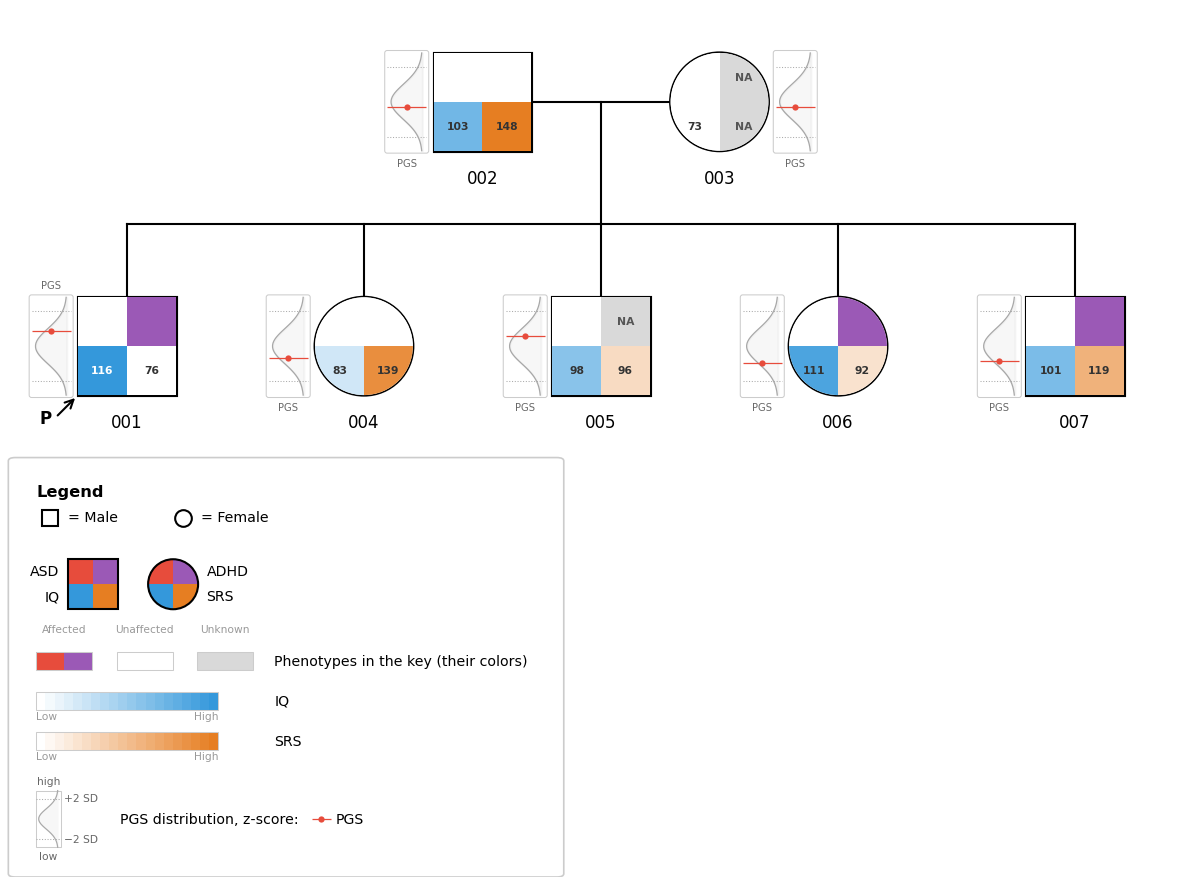 NA
103 148 73 NA
PGS PGS
002 003
PGS
NA
116 76 83 139 98 96 111 92 101 119
PGS PGS PGS PGS
P
001 004 005 006 007
Legend
= Male = Female
ASD ADHD
IQ SRS
Affected Unaffected Unknown
Phenotypes in the key (their colors)
IQ
Low High
SRS
Low High
high
+2 SD
PGS distribution, z-score: PGS
−2 SD
low